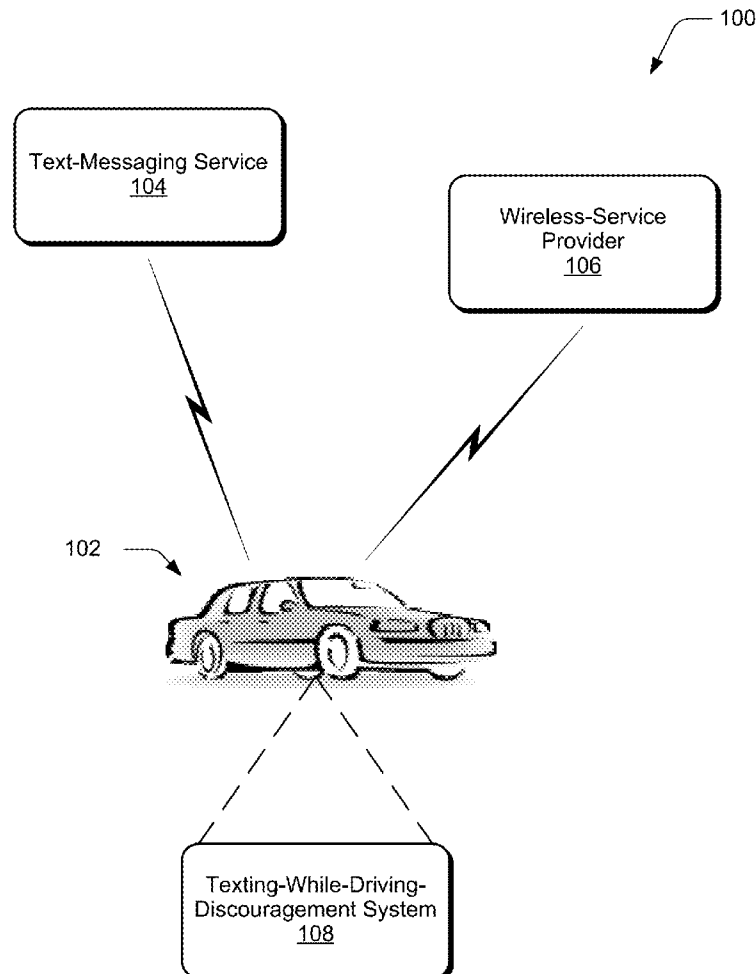 100
Text-Messaging Service
104
Wireless-Service
Provider
106
102
Texting-While-Driving-
Discouragement System
108